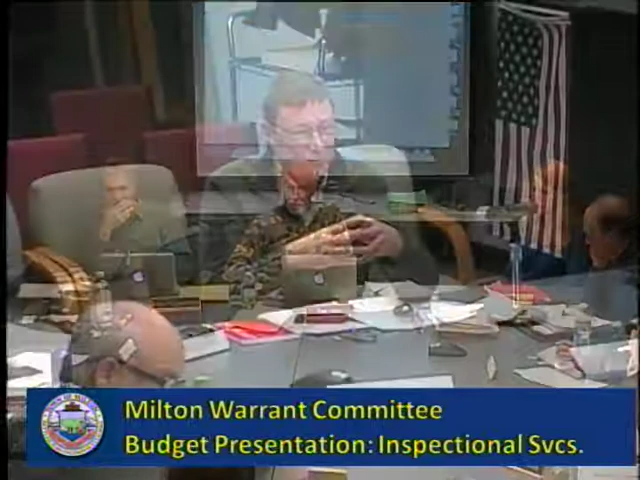 Milton Warrant Committee
Budget Presentation: Inspectional Svcs.